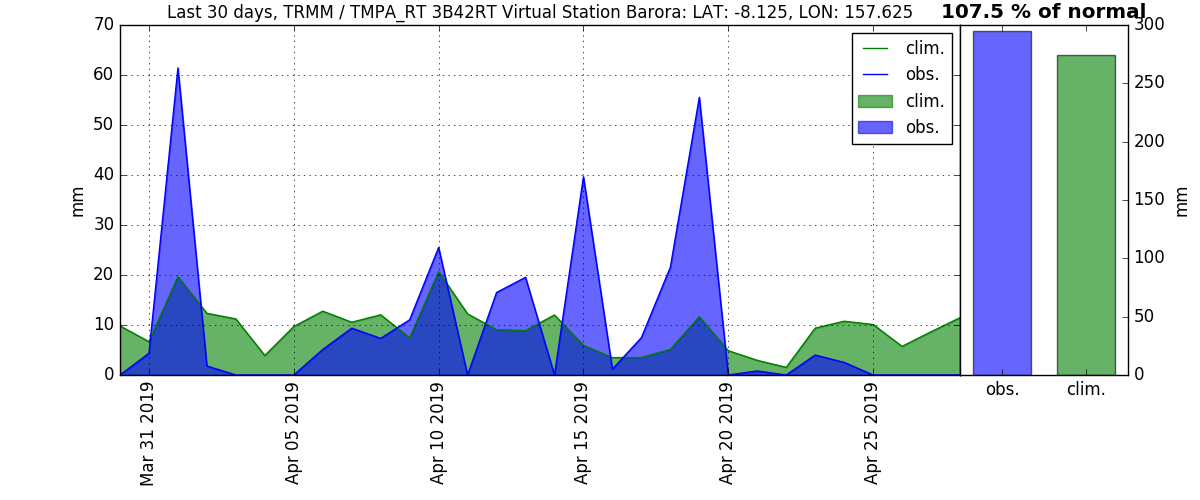 Last 30 days, TRMM / TMPA_RT 3B42RT Virtual Station Barora: LAT: -8.125, LON: 157.625
107.5 % of normal
70
60
50
40
30
20
10
0
mm
clim.
obs.
clim.
obs.
Mar 31 2019
Apr 05 2019
Apr 10 2019
Apr 15 2019
Apr 20 2019
Apr 25 2019
300
250
200
150
100
50
0
mm
obs.
clim.